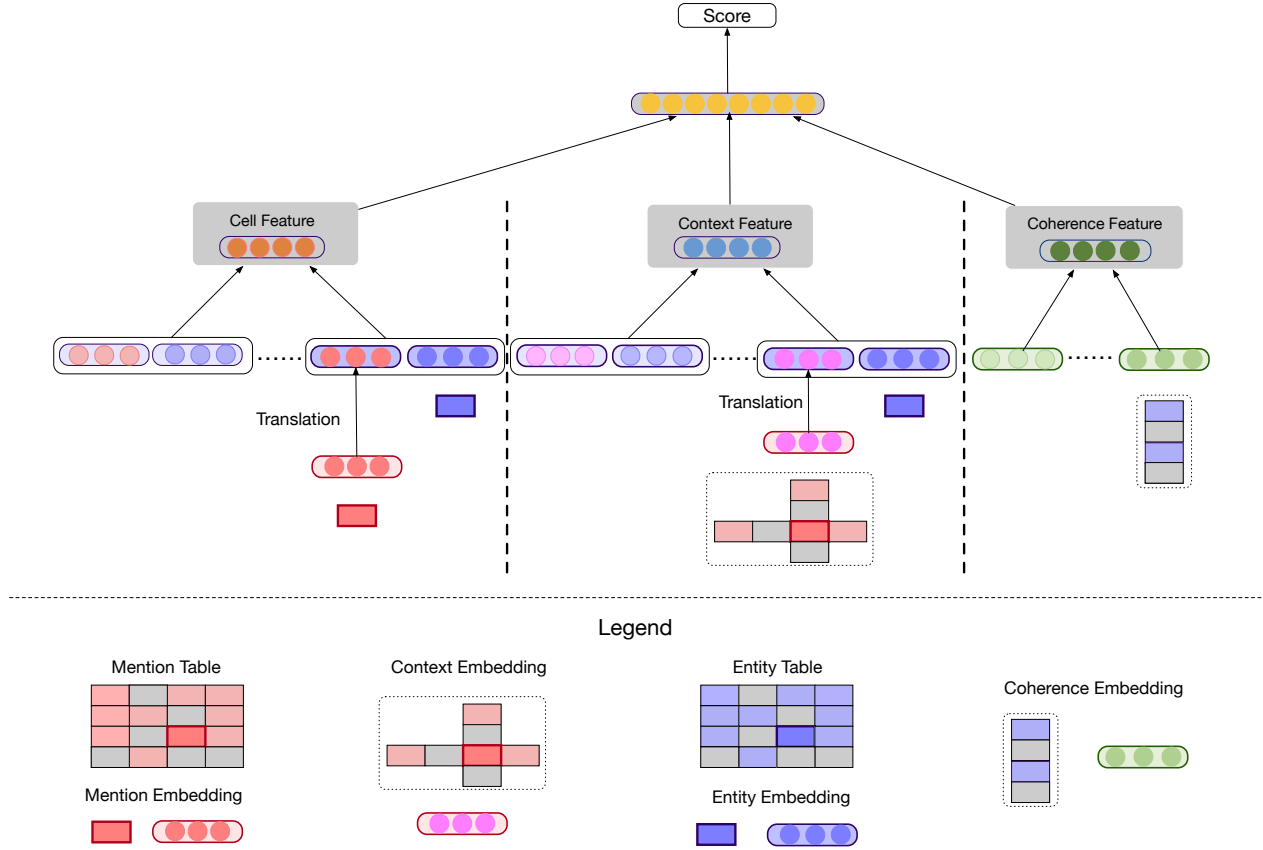 Score
Cell Feature
Context Feature
Coherence Feature
Translation
Translation
Legend
Mention Table
Context Embedding
Entity Table
Coherence Embedding
Mention Embedding
Entity Embedding